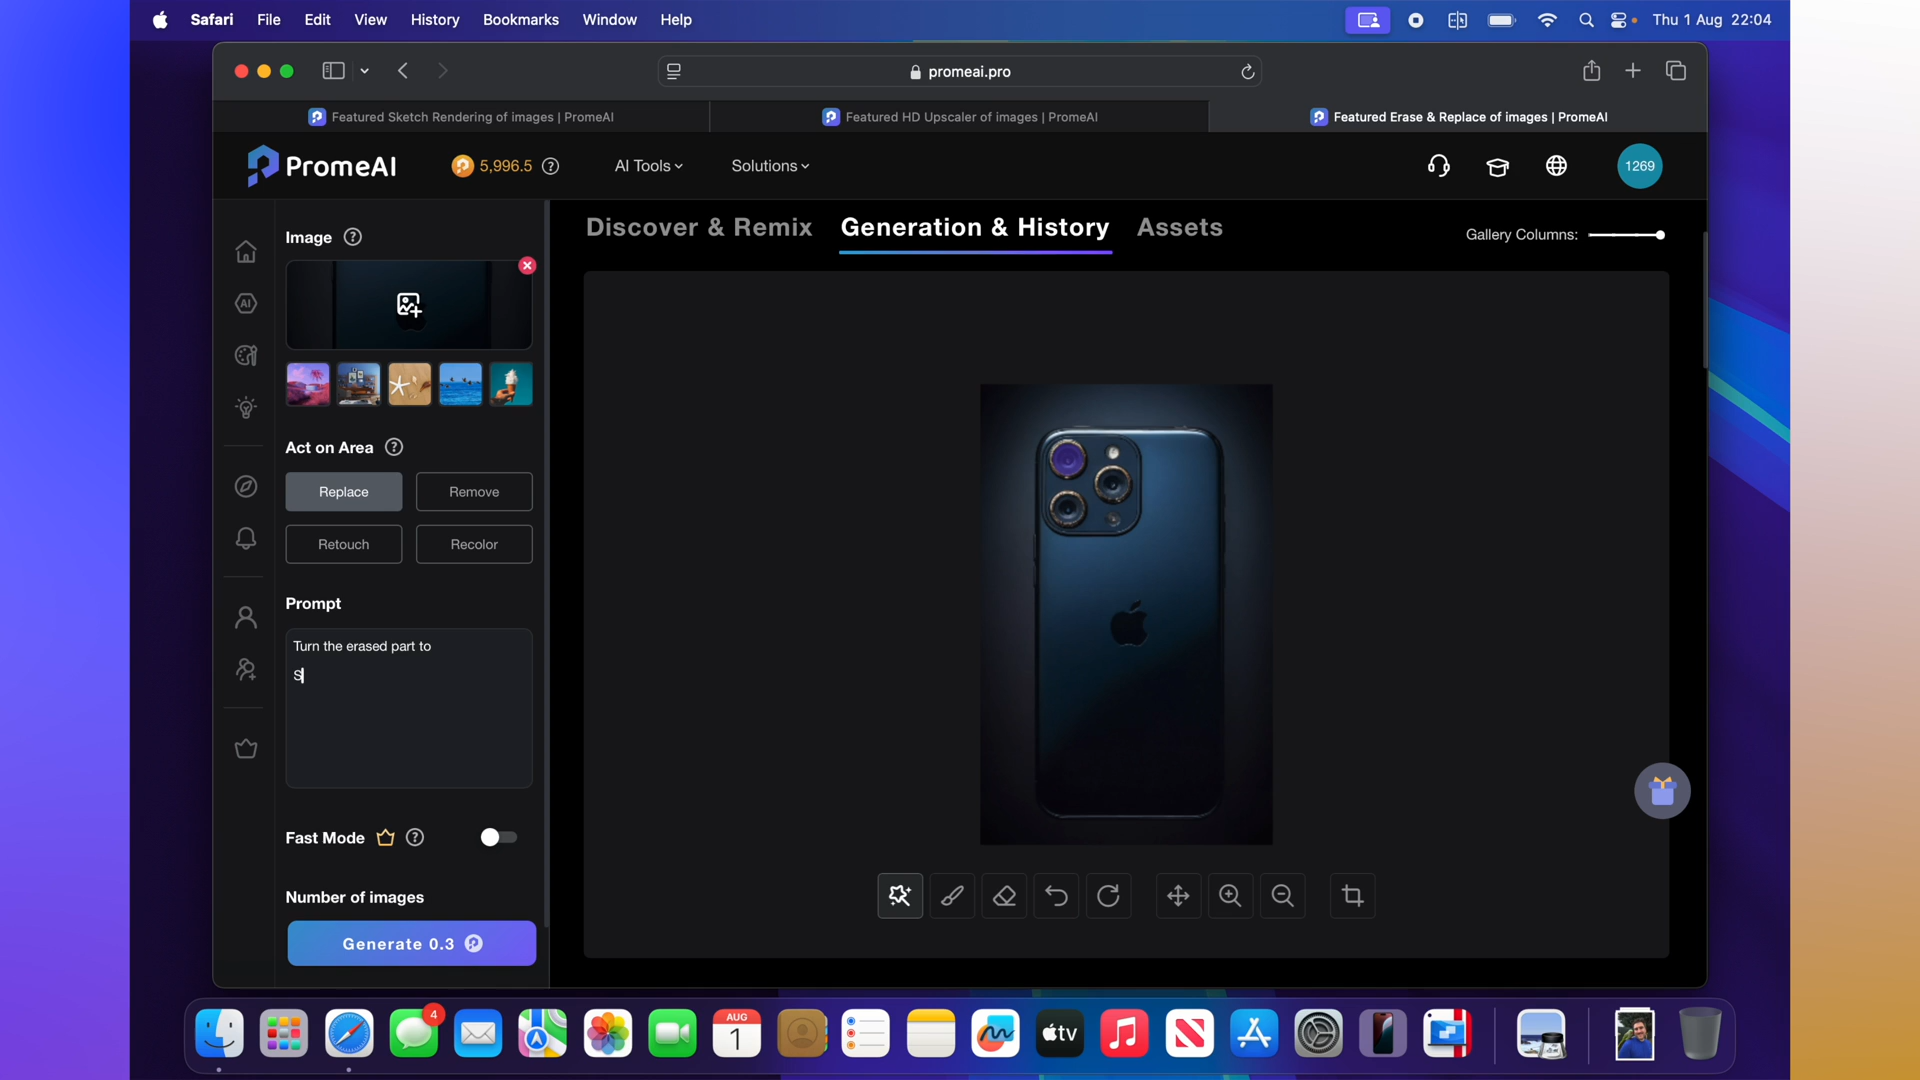 Safari File Edit View History Bookmarks Window Help
Thu 1 Aug 22:04
promeai.pro
Featured Sketch Rendering of images | PromeAI
Featured HD Upscaler of images | PromeAI
Featured Erase & Replace of images | PromeAI
PromeAI
5,996.5
AI Tools
Solutions
1269
Discover & Remix
Generation & History
Assets
Gallery Columns:
Image
AI
Act on Area
Replace
Remove
Retouch
Recolor
Prompt
Turn the erased part to
S
Fast Mode
Number of images
Generate 0.3
4
AUG
1
tv